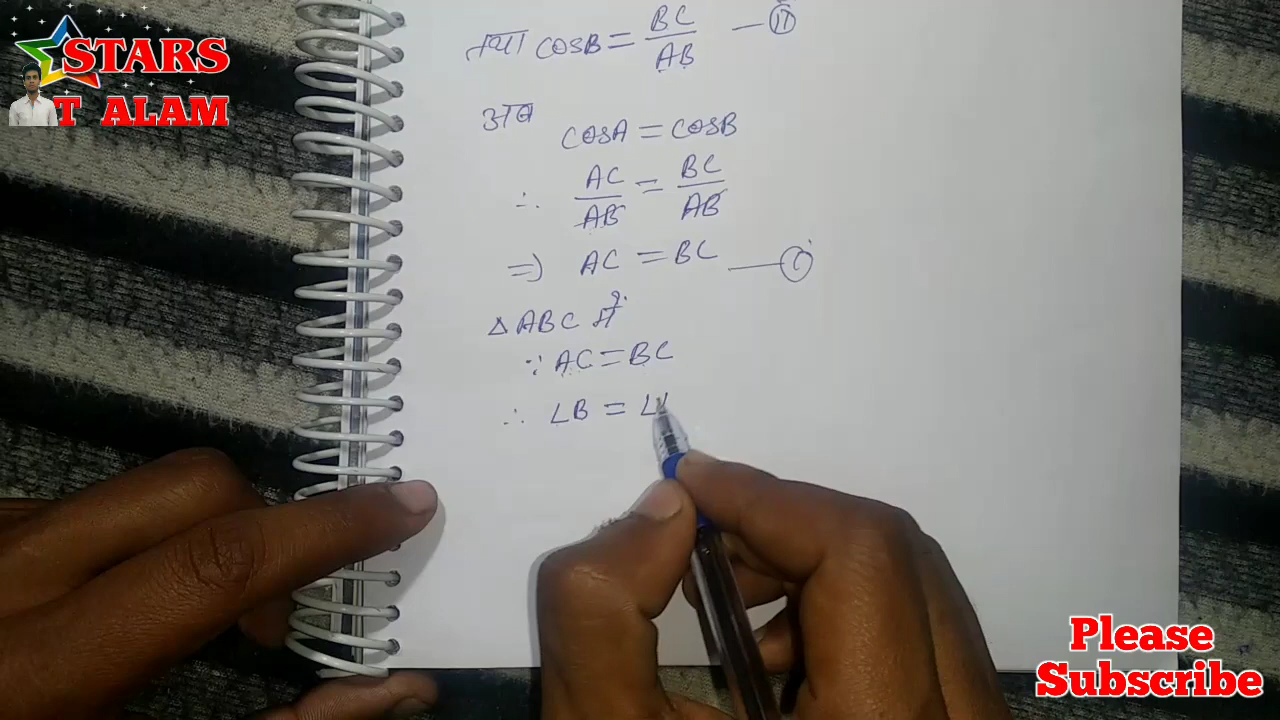 STARS
T ALAM
तथा COSB = BC/AB — (ii)
अब
COSA = COSB
∴ AC/AB = BC/AB
=> AC = BC — (i)
△ABC में
∵ AC = BC
∴ ∠B = ∠
Please
Subscribe